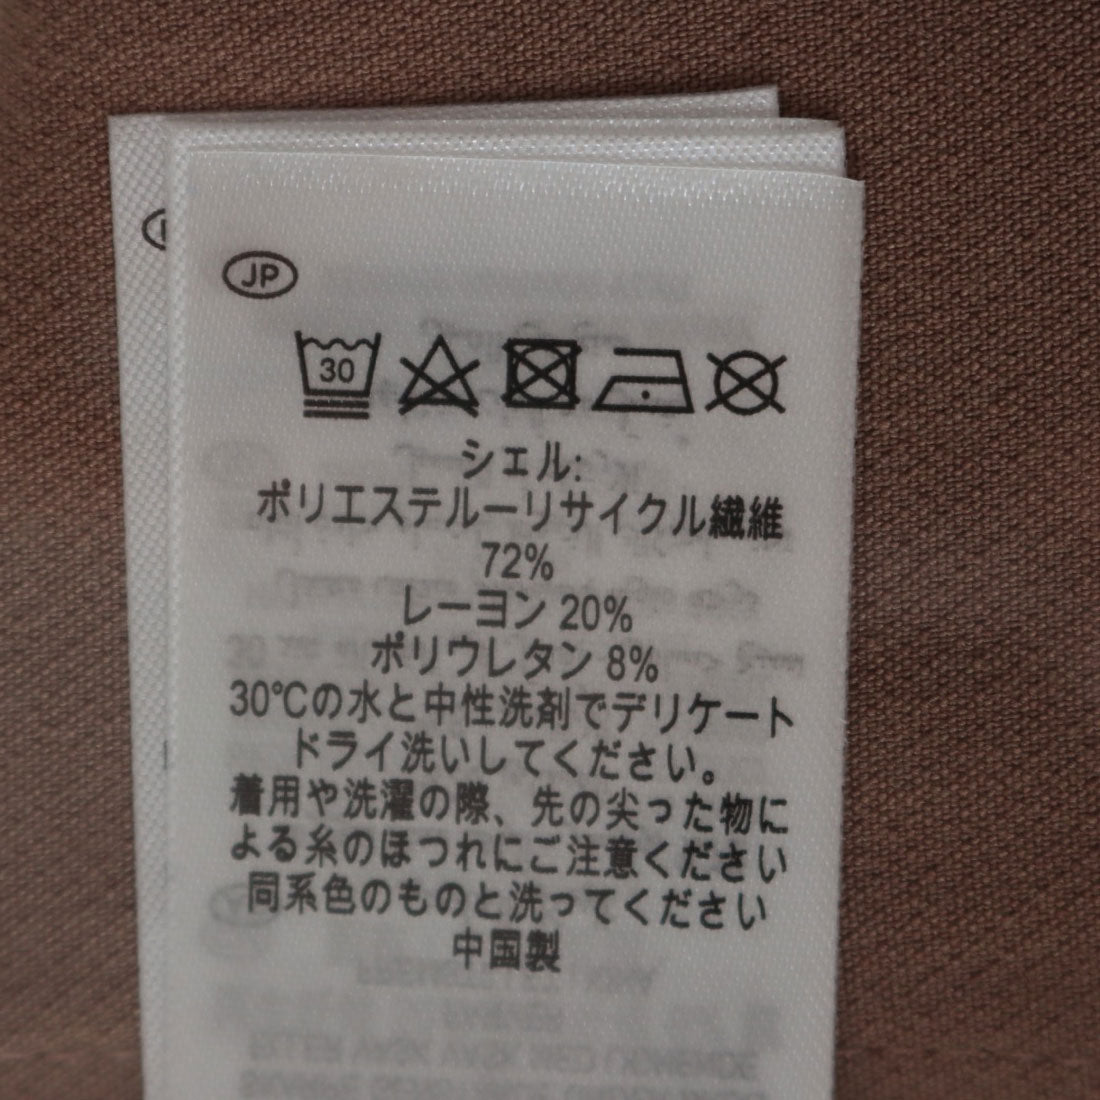 JP
30
シェル:
ポリエステルーリサイクル繊維
72%
レーヨン 20%
ポリウレタン 8%
30℃の水と中性洗剤でデリケート
ドライ洗いしてください。
着用や洗濯の際、先の尖った物に
よる糸のほつれにご注意ください
同系色のものと洗ってください
中国製